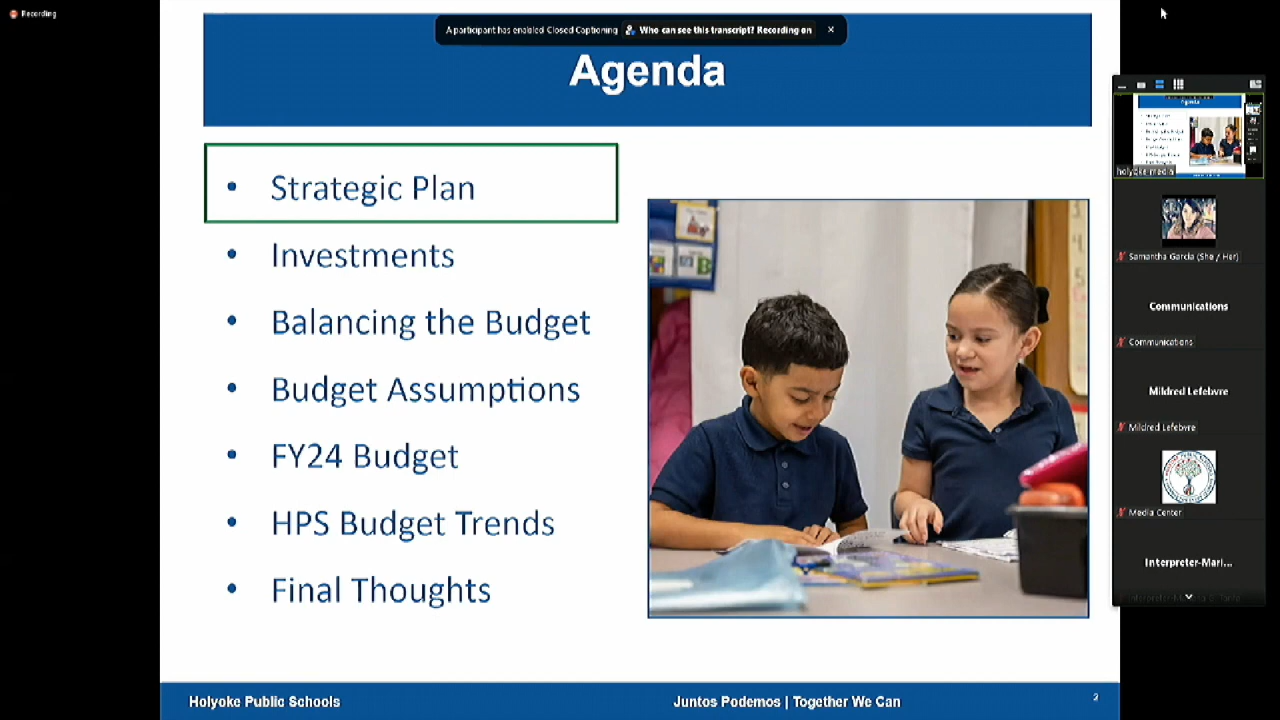 Recording
A participant has enabled Closed Captioning
Who can see this transcript? Recording on
Agenda
• Strategic Plan
• Investments
• Balancing the Budget
• Budget Assumptions
• FY24 Budget
• HPS Budget Trends
• Final Thoughts
Holyoke Public Schools
Juntos Podemos | Together We Can
2
holyoke media
Samantha Garcia (She / Her)
Communications
Communications
Mildred Lefebvre
Mildred Lefebvre
Media Center
Interpreter-Mari...